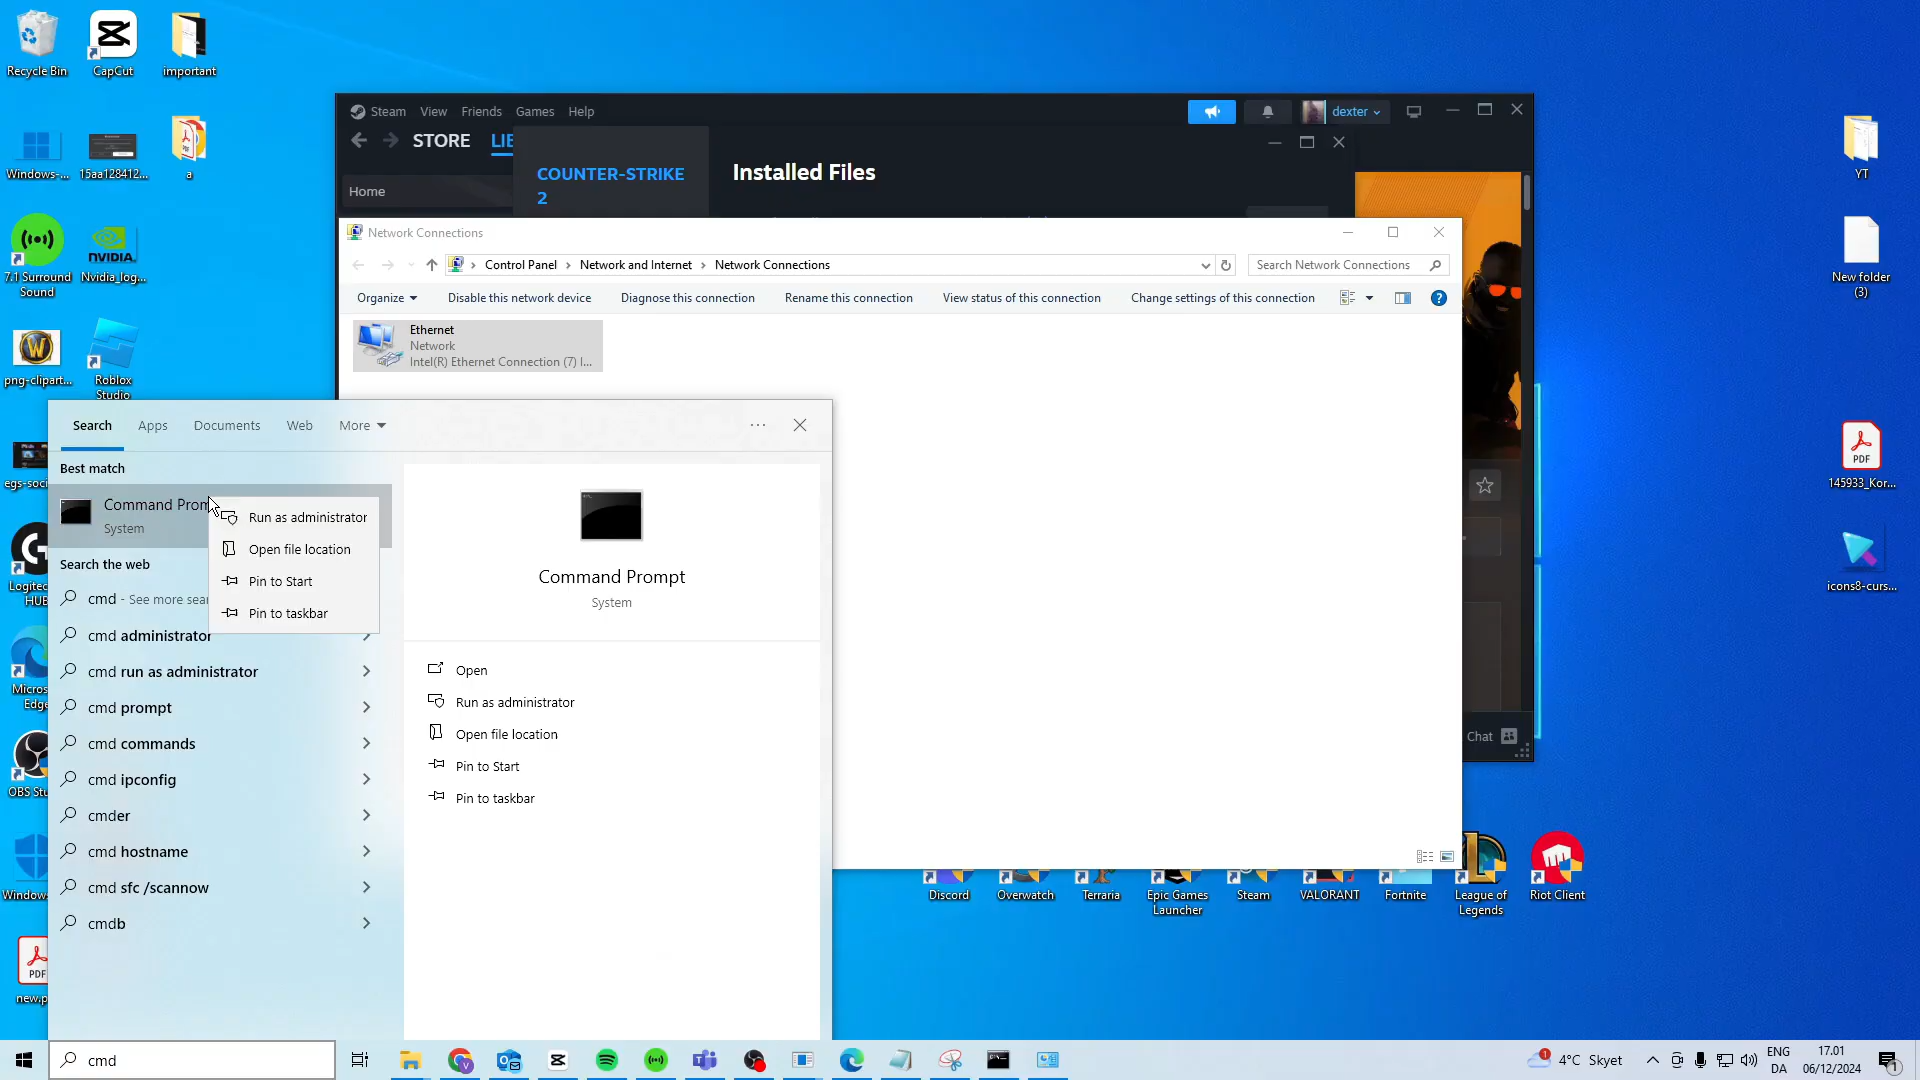 Recycle Bin
CapCut
important
Windows-...
15aa128412...
a
7.1 Surround
Sound
Nvidia_log...
png-clipart...
Roblox
Studio
egs-soci
Logitec
HUB
Micros
Edge
OBS Stu
Windows
new.p
Steam
View
Friends
Games
Help
dexter
STORE
LIB
COUNTER-STRIKE
2
Installed Files
Home
Network Connections
Control Panel
Network and Internet
Network Connections
Search Network Connections
Organize
Disable this network device
Diagnose this connection
Rename this connection
View status of this connection
Change settings of this connection
Ethernet
Network
Intel(R) Ethernet Connection (7) I...
Search
Apps
Documents
Web
More
Best match
Command Prom
System
Run as administrator
Open file location
Pin to Start
Pin to taskbar
Search the web
cmd - See more sear
cmd administrator
cmd run as administrator
cmd prompt
cmd commands
cmd ipconfig
cmder
cmd hostname
cmd sfc /scannow
cmdb
Command Prompt
System
Open
Run as administrator
Open file location
Pin to Start
Pin to taskbar
Chat
YT
New folder
(3)
PDF
145933_Kor...
icons8-curs...
Discord
Overwatch
Terraria
Epic Games
Launcher
Steam
VALORANT
Fortnite
League of
Legends
Riot Client
cmd
4°C Skyet
ENG
DA
17.01
06/12/2024